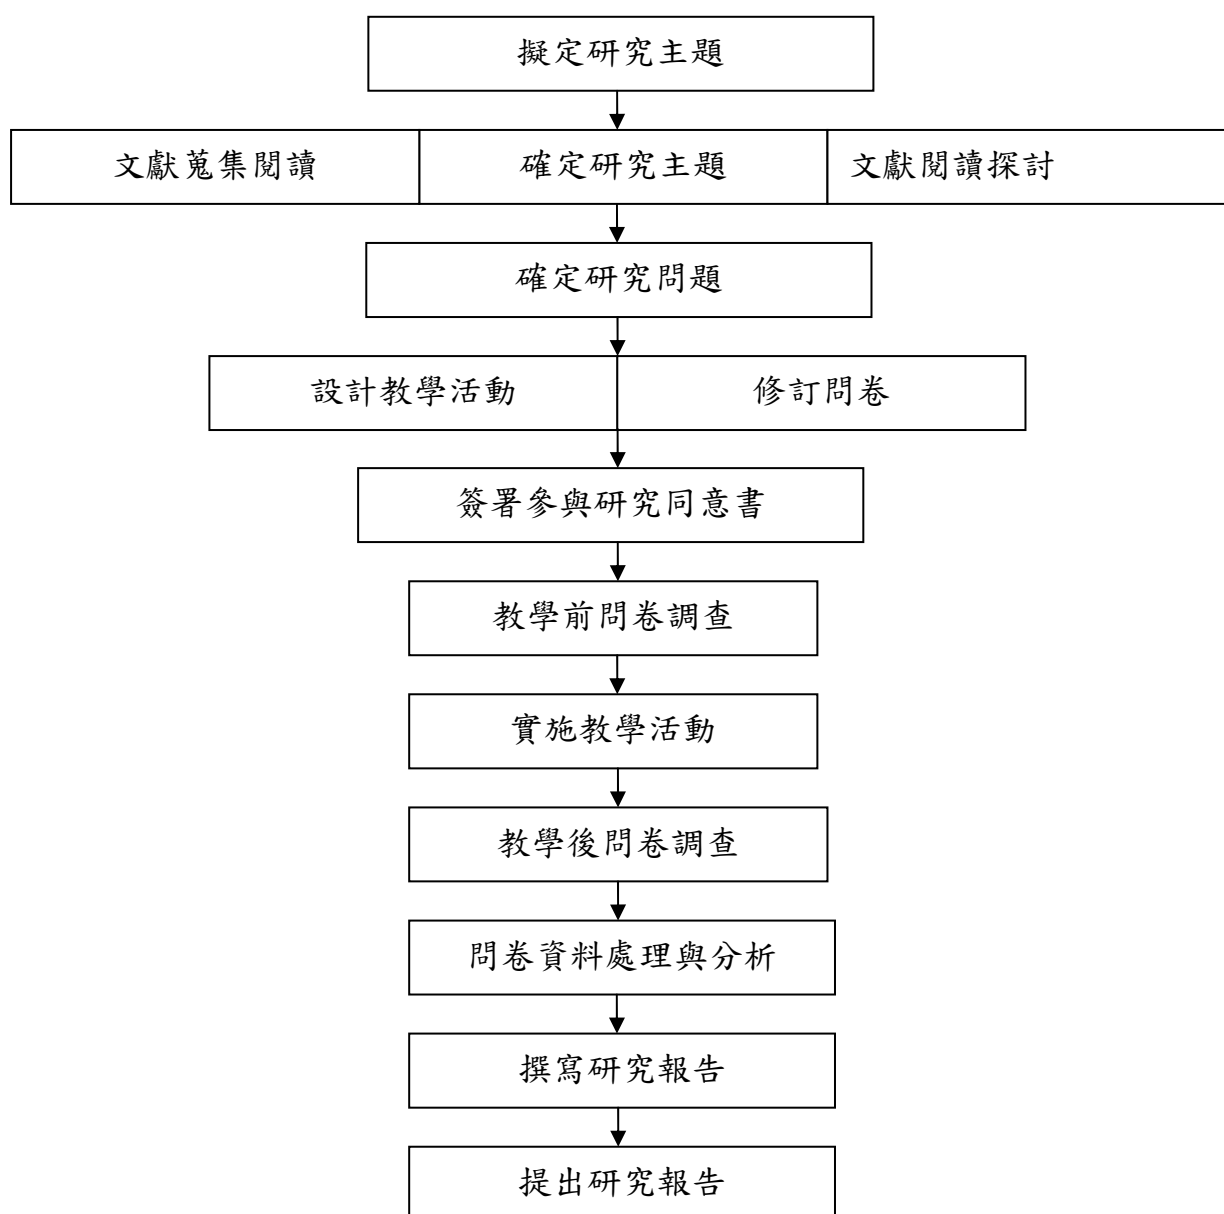 擬定研究主題
文獻蒐集閱讀 確定研究主題 文獻閱讀探討
確定研究問題
設計教學活動 修訂問卷
簽署參與研究同意書
教學前問卷調查
實施教學活動
教學後問卷調查
問卷資料處理與分析
撰寫研究報告
提出研究報告